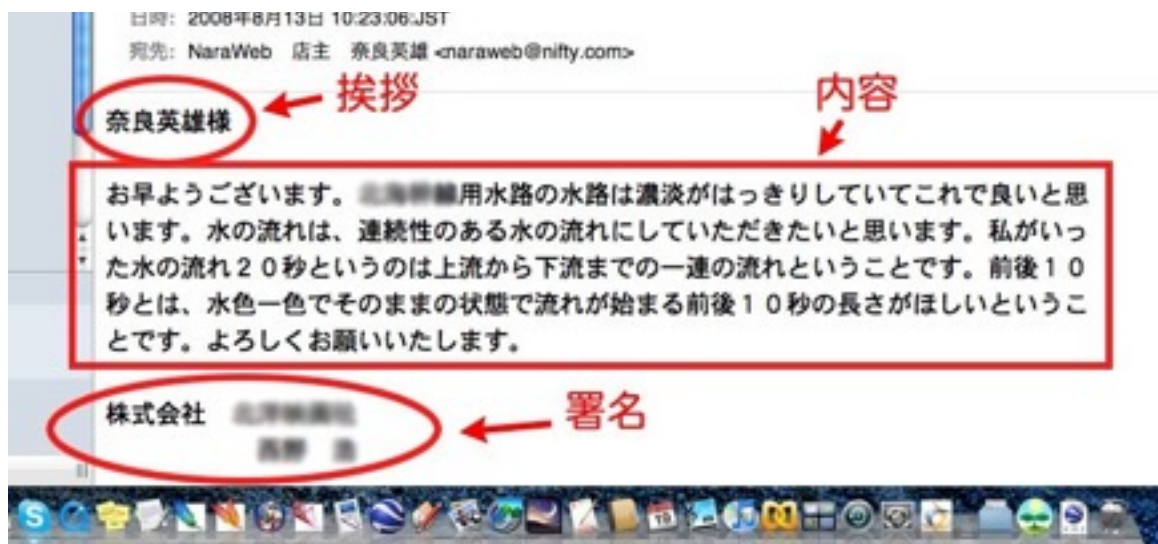 日時: 2008年8月13日 10:23:06:JST
宛先: NaraWeb 店主 奈良英雄 <naraweb@nifty.com>
挨拶
内容
奈良英雄様
お早ようございます。用水路の水路は濃淡がはっきりしていてこれで良いと思
います。水の流れは、連続性のある水の流れにしていただきたいと思います。私がいっ
た水の流れ２０秒というのは上流から下流までの一連の流れということです。前後１０
秒とは、水色一色でそのままの状態で流れが始まる前後１０秒の長さがほしいというこ
とです。よろしくお願いいたします。
株式会社
署名